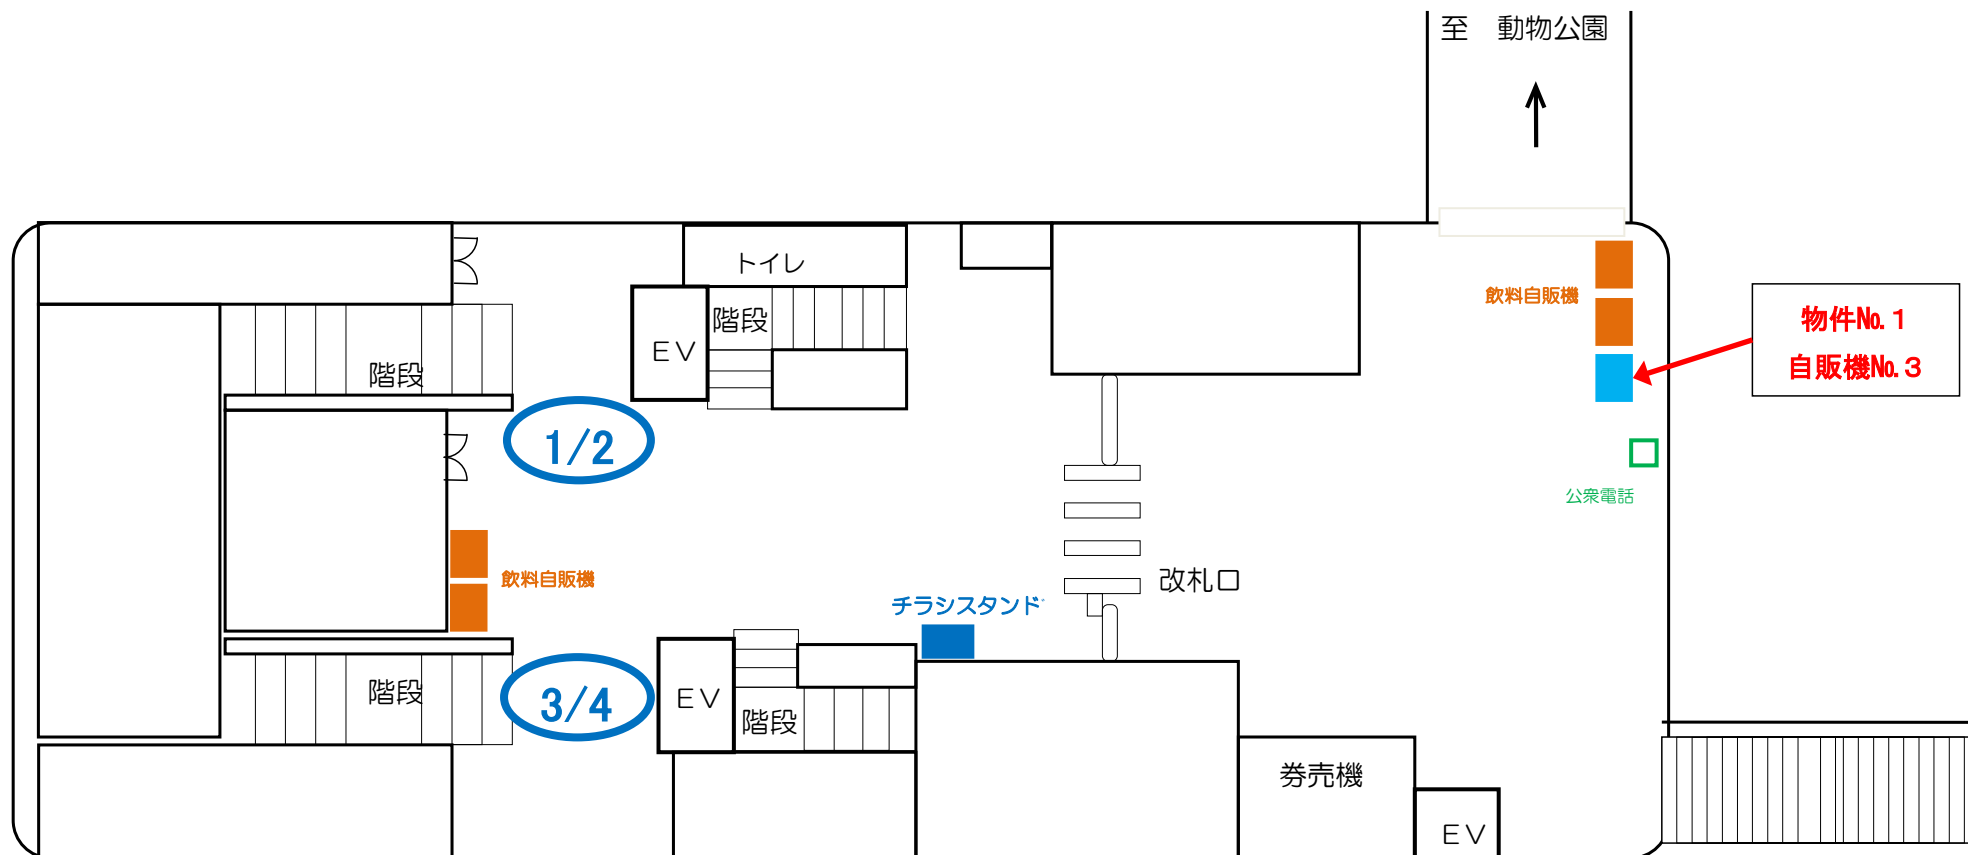 至　動物公園
トイレ
飲料自販機
物件№.1
自販機№.3
階段
EV
階段
1/2
公衆電話
飲料自販機
改札口
チラシスタンド
階段
3/4
EV
階段
券売機
EV